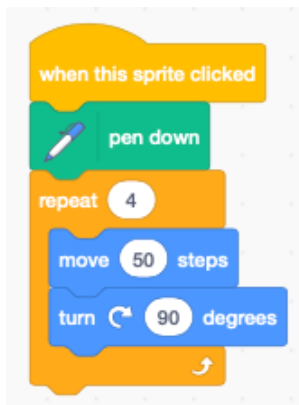 when this sprite clicked
pen down
repeat 4
move 50 steps
turn 90 degrees